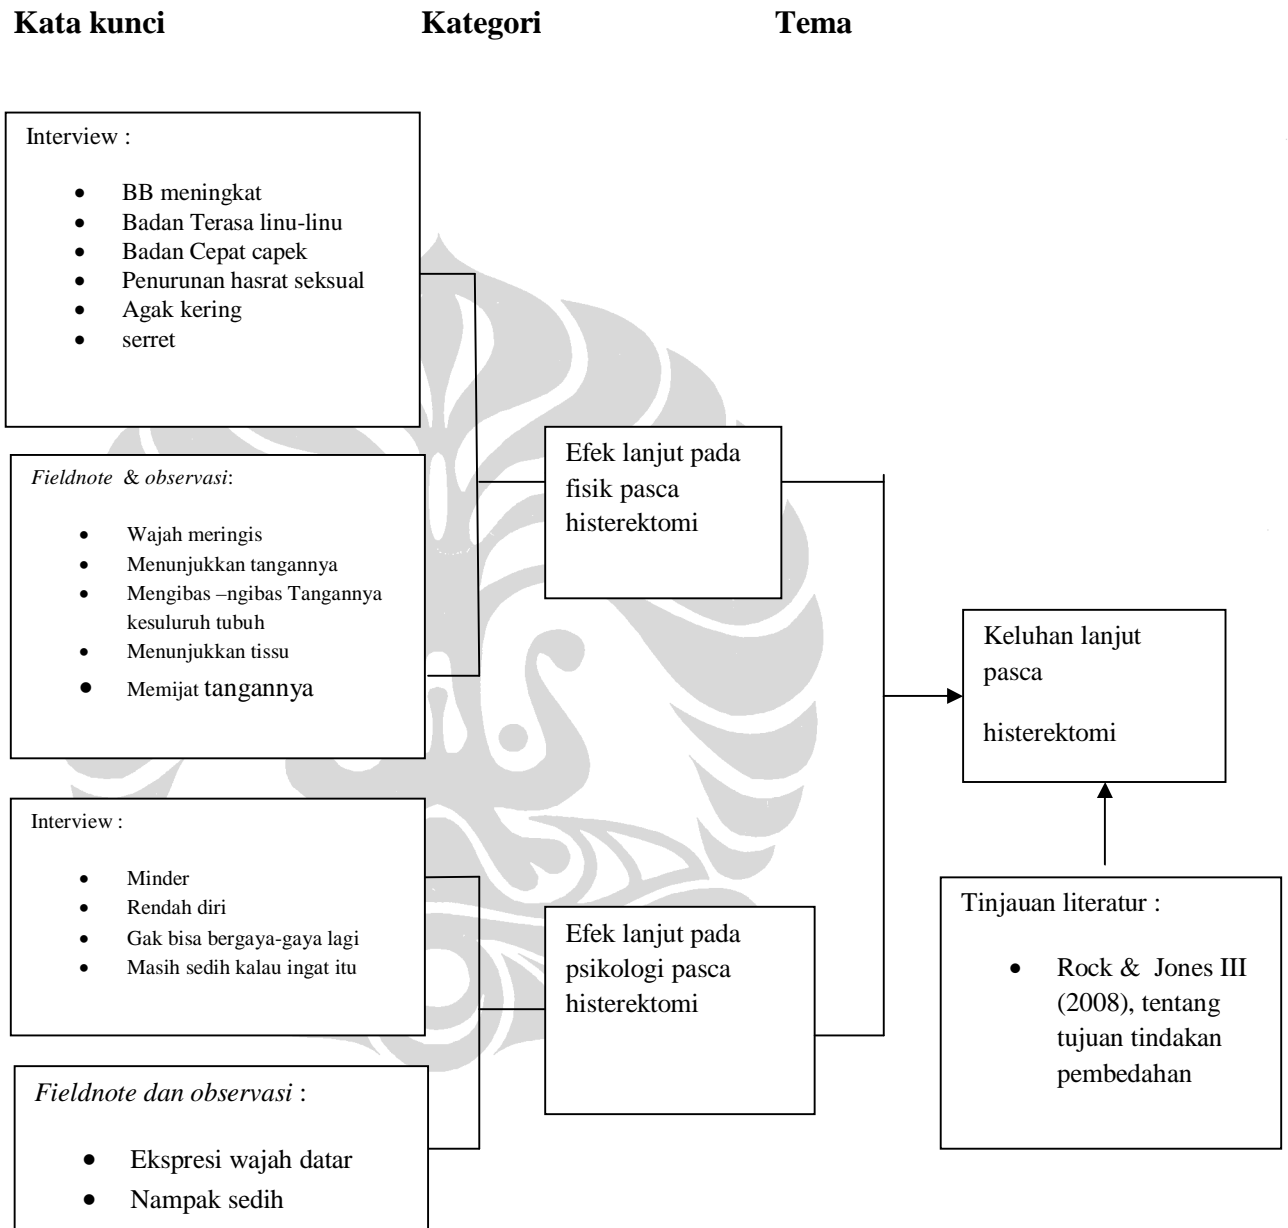 Kata kunci Kategori Tema
Interview :
• BB meningkat
• Badan Terasa linu-linu
• Badan Cepat capek
• Penurunan hasrat seksual
• Agak kering
• serret
Fieldnote & observasi:
• Wajah meringis
• Menunjukkan tangannya
• Mengibas –ngibas Tangannya
kesuluruh tubuh
• Menunjukkan tissu
• Memijat tangannya
Efek lanjut pada
fisik pasca
histerektomi
Interview :
• Minder
• Rendah diri
• Gak bisa bergaya-gaya lagi
• Masih sedih kalau ingat itu
Fieldnote dan observasi :
• Ekspresi wajah datar
• Nampak sedih
Efek lanjut pada
psikologi pasca
histerektomi
Keluhan lanjut
pasca
histerektomi
Tinjauan literatur :
• Rock & Jones III
(2008), tentang
tujuan tindakan
pembedahan